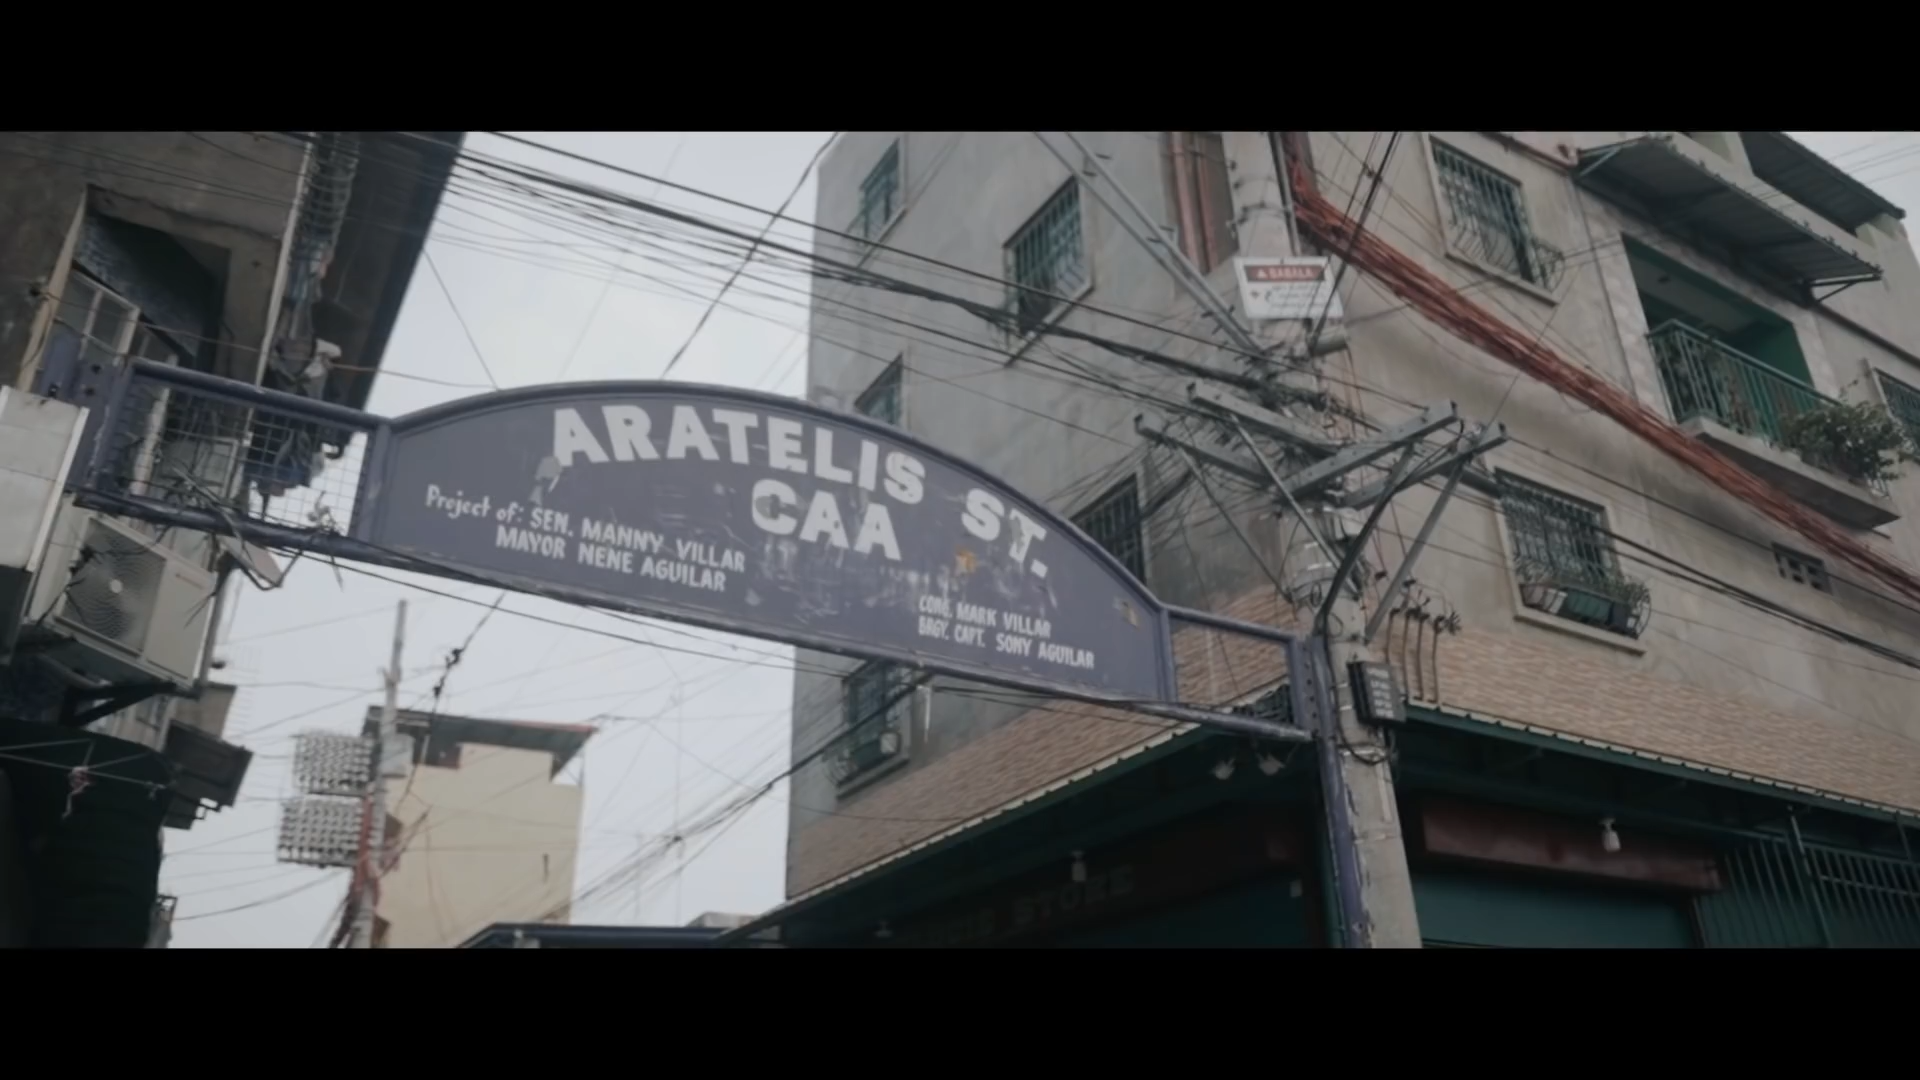 ARATELIS ST.
CAA
Project of: SEN. MANNY VILLAR
MAYOR NENE AGUILAR
CONG. MARK VILLAR
BRGY. CAPT. SONY AGUILAR
BABALA
STORE